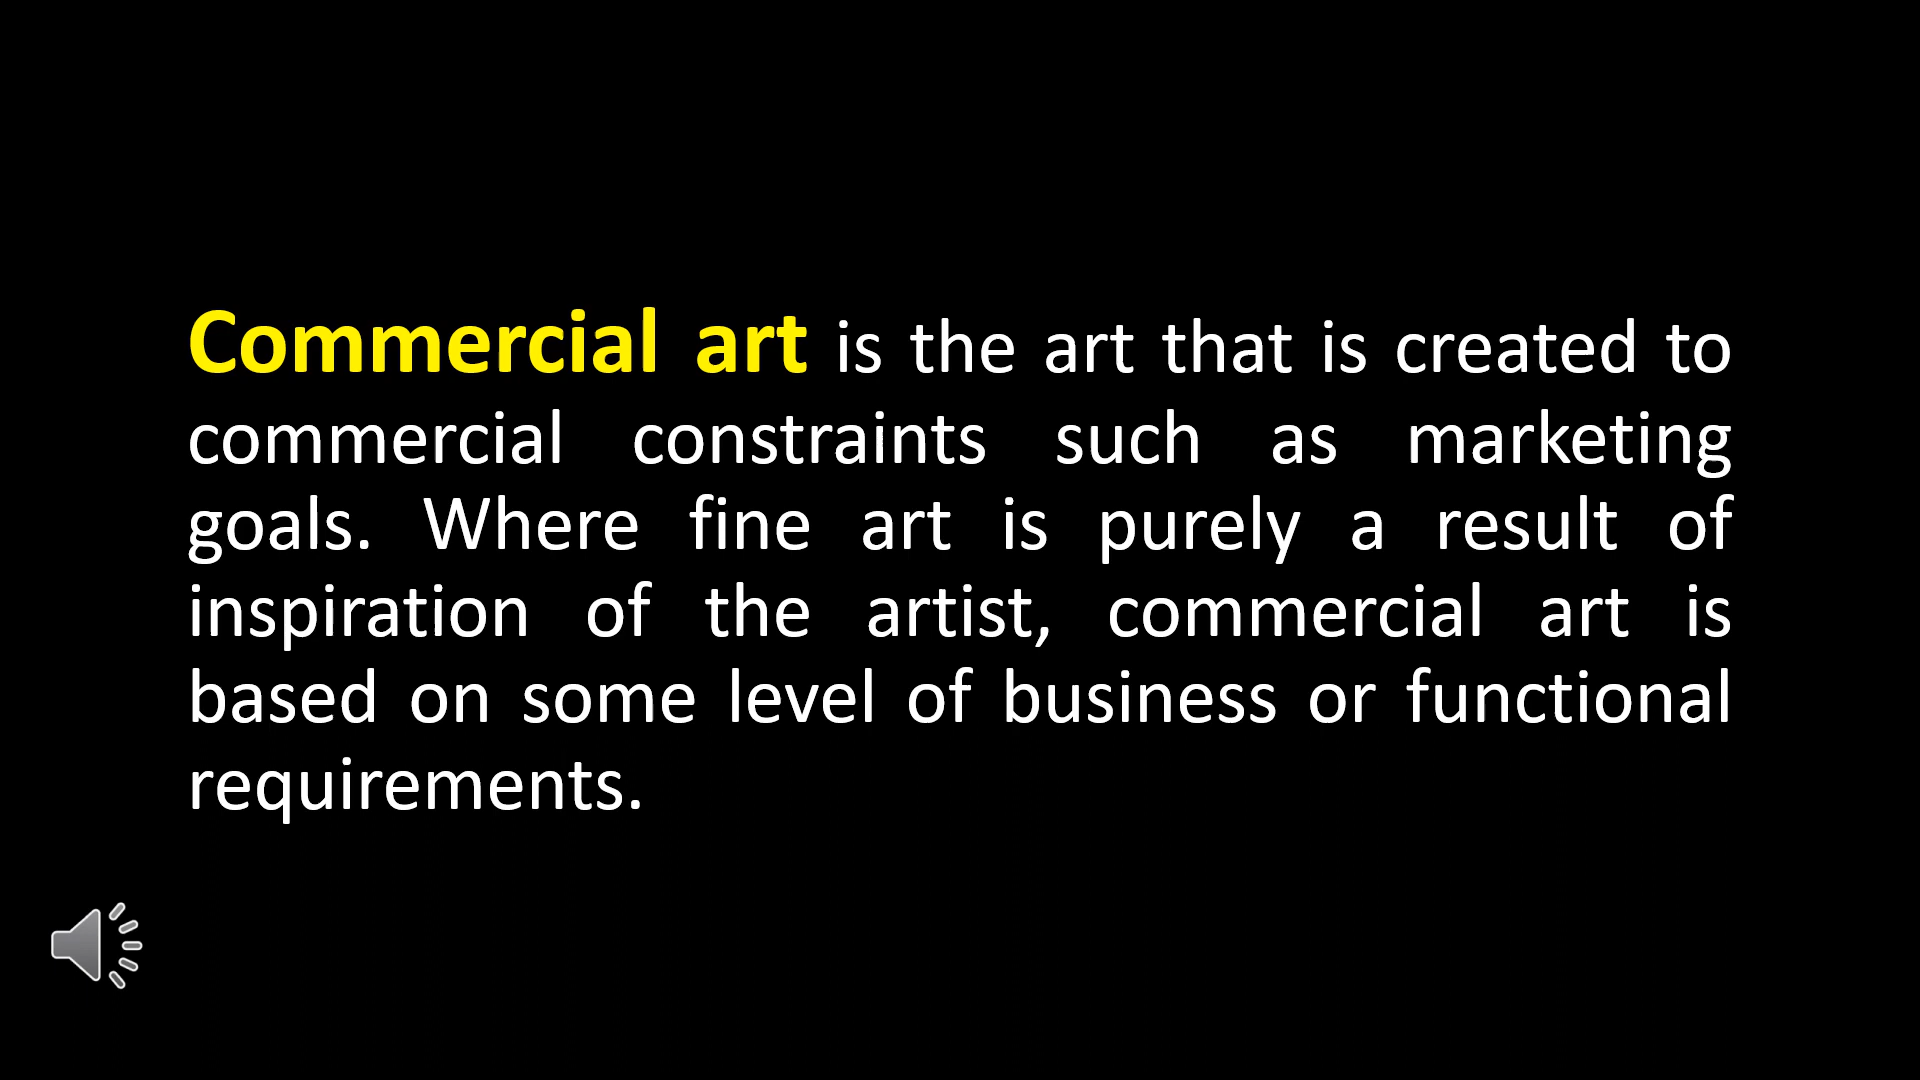 Commercial art is the art that is created to
commercial constraints such as marketing
goals. Where fine art is purely a result of
inspiration of the artist, commercial art is
based on some level of business or functional
requirements.